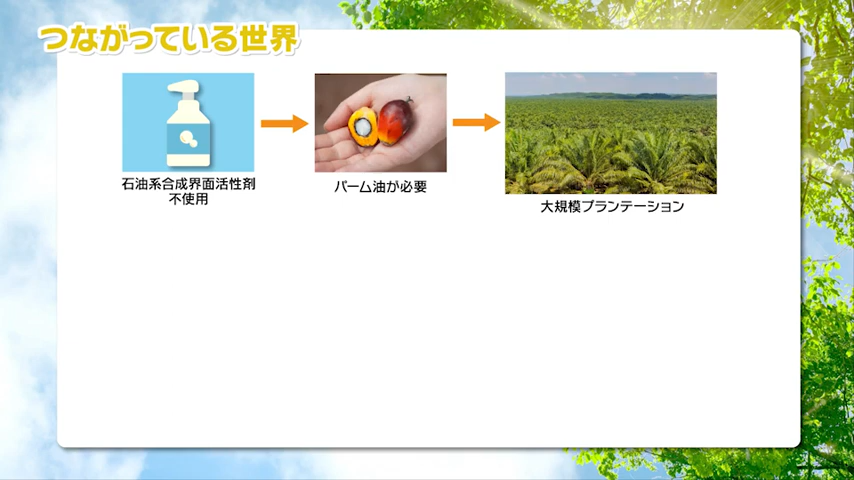 つながっている世界
石油系合成界面活性剤
不使用
パーム油が必要
大規模プランテーション